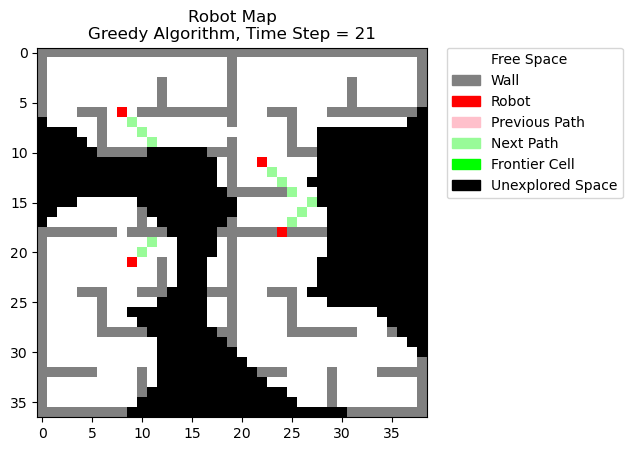 Robot Map
Greedy Algorithm, Time Step = 21
Free Space
Wall
Robot
Previous Path
Next Path
Frontier Cell
Unexplored Space
0
5
10
15
20
25
30
35
0 5 10 15 20 25 30 35